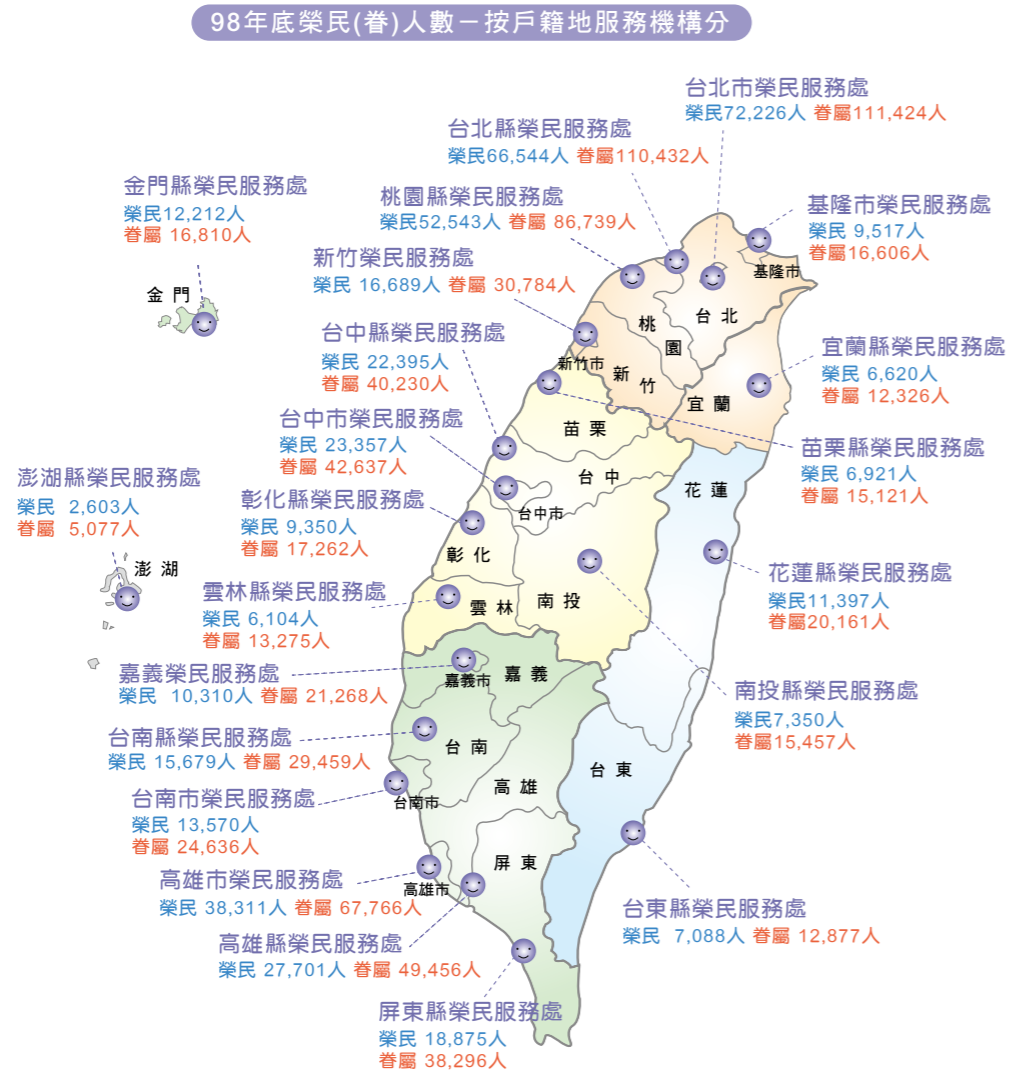 98年底榮民(眷)人數－按戶籍地服務機構分
台北市榮民服務處
榮民72,226人 眷屬111,424人
台北縣榮民服務處
榮民66,544人 眷屬110,432人
桃園縣榮民服務處
榮民52,543人 眷屬 86,739人
金門縣榮民服務處
榮民12,212人
眷屬 16,810人
基隆市榮民服務處
榮民 9,517人
眷屬16,606人
新竹榮民服務處
榮民 16,689人 眷屬 30,784人
台中縣榮民服務處
榮民 22,395人
眷屬 40,230人
宜蘭縣榮民服務處
榮民 6,620人
眷屬 12,326人
台中市榮民服務處
榮民 23,357人
眷屬 42,637人
苗栗縣榮民服務處
榮民 6,921人
眷屬 15,121人
澎湖縣榮民服務處
榮民 2,603人
眷屬 5,077人
彰化縣榮民服務處
榮民 9,350人
眷屬 17,262人
花蓮縣榮民服務處
榮民11,397人
眷屬20,161人
雲林縣榮民服務處
榮民 6,104人
眷屬 13,275人
嘉義榮民服務處
榮民 10,310人 眷屬 21,268人
南投縣榮民服務處
榮民7,350人
眷屬15,457人
台南縣榮民服務處
榮民 15,679人 眷屬 29,459人
台南市榮民服務處
榮民 13,570人
眷屬 24,636人
高雄市榮民服務處
榮民 38,311人 眷屬 67,766人
台東縣榮民服務處
榮民 7,088人 眷屬 12,877人
高雄縣榮民服務處
榮民 27,701人 眷屬 49,456人
屏東縣榮民服務處
榮民 18,875人
眷屬 38,296人
金門
基隆市
台北
桃園
新竹市
新竹
宜蘭
苗栗
台中
花蓮
台中市
彰化
澎湖
南投
雲林
嘉義市
嘉義
台南
台東
高雄
台南市
屏東
高雄市